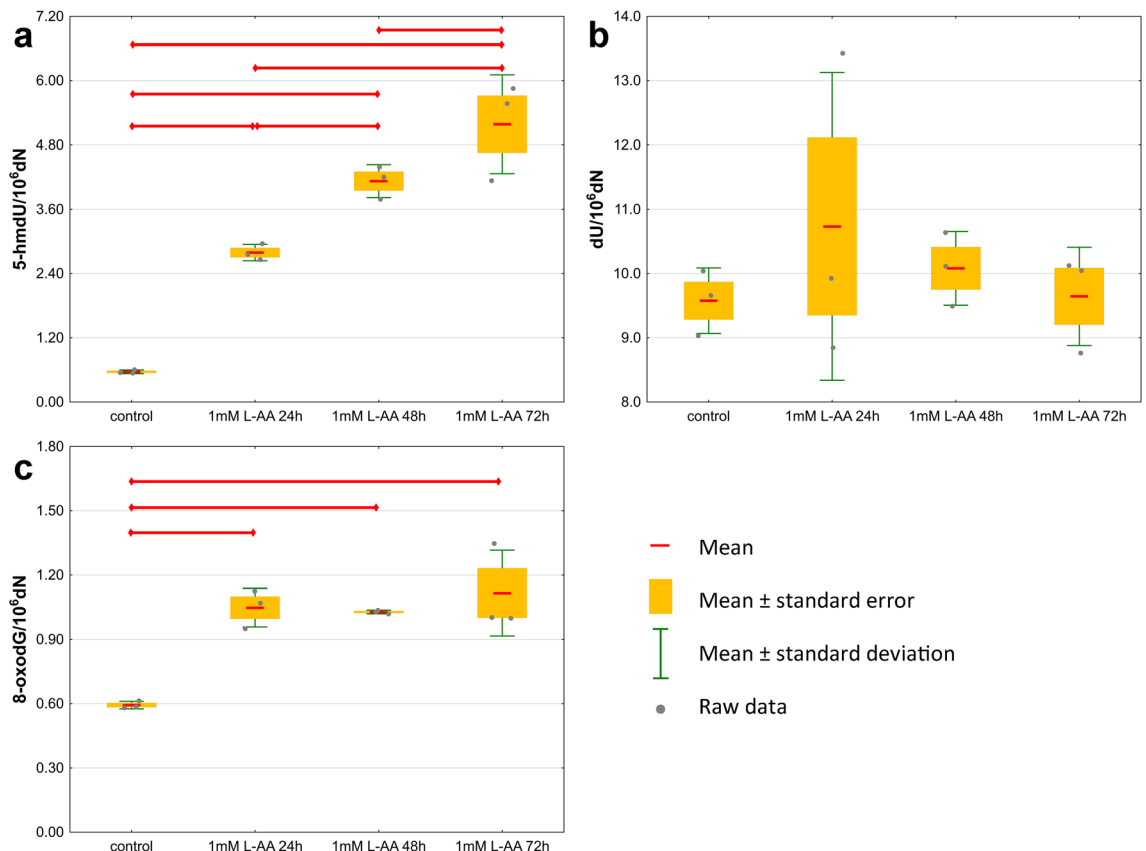 a
7.20
6.00
4.80
3.60
2.40
1.20
0.00
5-hmdU/10⁶dN
control
1mM L-AA 24h
1mM L-AA 48h
1mM L-AA 72h
b
14.0
13.0
12.0
11.0
10.0
9.0
8.0
dU/10⁶dN
control
1mM L-AA 24h
1mM L-AA 48h
1mM L-AA 72h
c
1.80
1.50
1.20
0.90
0.60
0.30
0.00
8-oxodG/10⁶dN
control
1mM L-AA 24h
1mM L-AA 48h
1mM L-AA 72h
Mean
Mean ± standard error
Mean ± standard deviation
Raw data